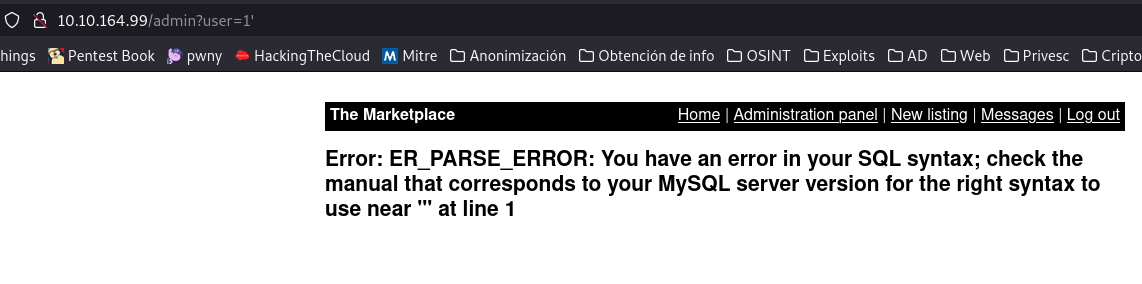 10.10.164.99/admin?user=1'
hings Pentest Book pwny HackingTheCloud M Mitre Anonimización Obtención de info OSINT Exploits AD Web Privesc Cripto
The Marketplace Home | Administration panel | New listing | Messages | Log out
Error: ER_PARSE_ERROR: You have an error in your SQL syntax; check the
manual that corresponds to your MySQL server version for the right syntax to
use near ''' at line 1